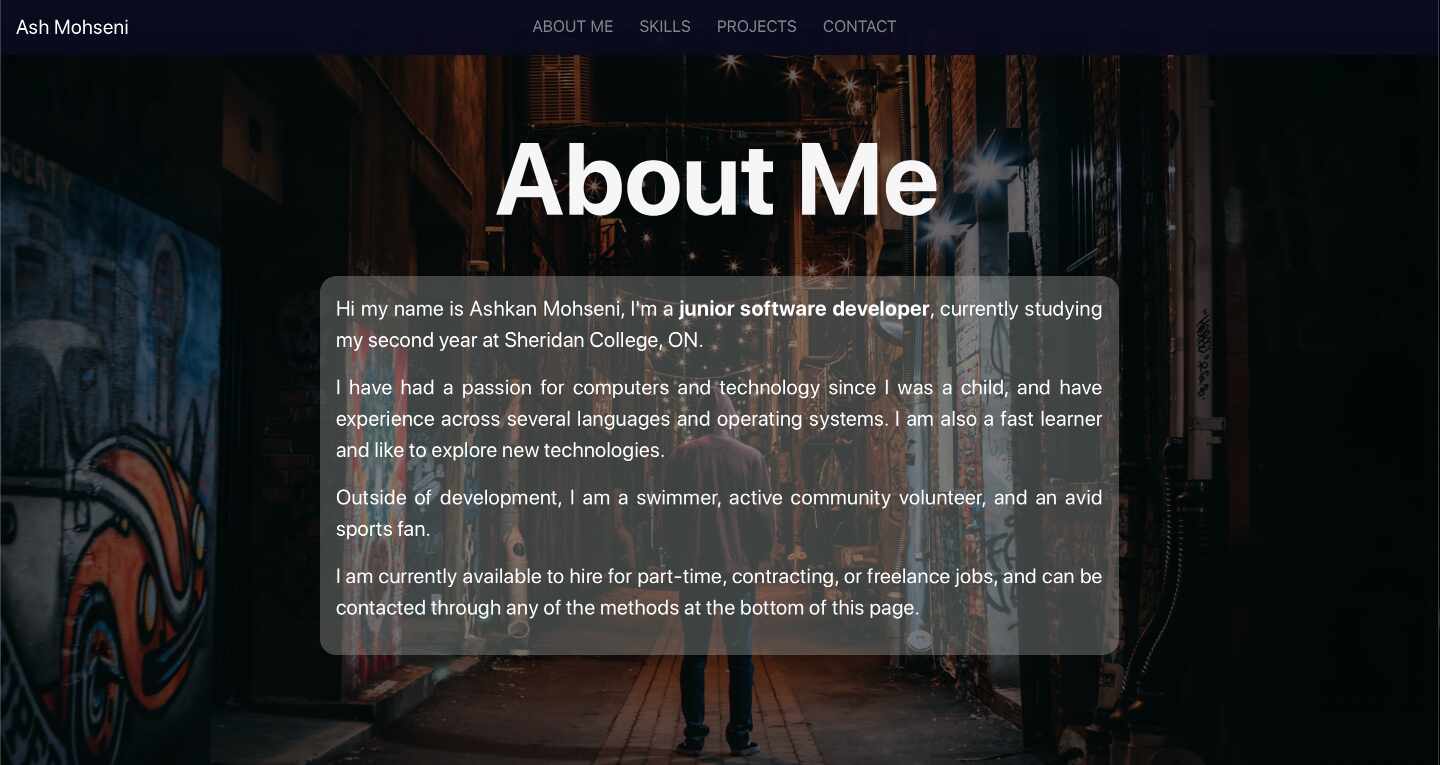 Ash Mohseni
ABOUT ME SKILLS PROJECTS CONTACT
About Me
Hi my name is Ashkan Mohseni, I'm a junior software developer, currently studying
my second year at Sheridan College, ON.
I have had a passion for computers and technology since I was a child, and have
experience across several languages and operating systems. I am also a fast learner
and like to explore new technologies.
Outside of development, I am a swimmer, active community volunteer, and an avid
sports fan.
I am currently available to hire for part-time, contracting, or freelance jobs, and can be
contacted through any of the methods at the bottom of this page.